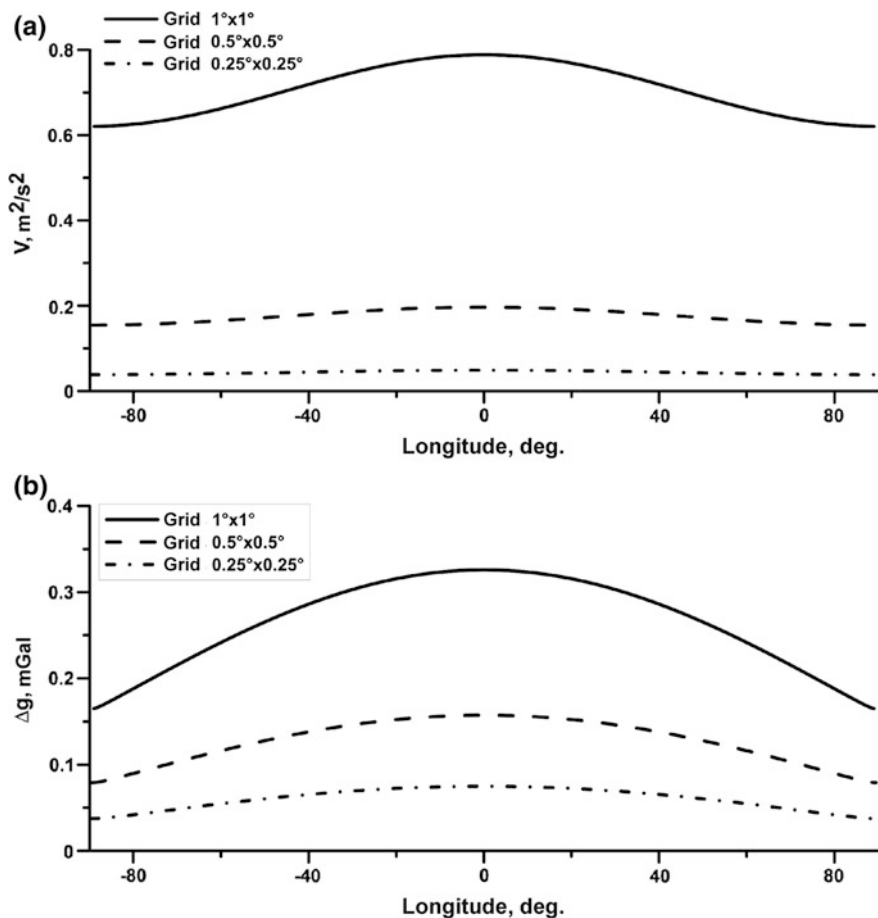 (a)
Grid 1°x1°
Grid 0.5°x0.5°
Grid 0.25°x0.25°
0.8
0.6
0.4
0.2
0
V, m²/s²
-80 -40 0 40 80
Longitude, deg.
(b)
0.4
Grid 1°x1°
Grid 0.5°x0.5°
Grid 0.25°x0.25°
0.3
0.2
0.1
0
Δg, mGal
-80 -40 0 40 80
Longitude, deg.